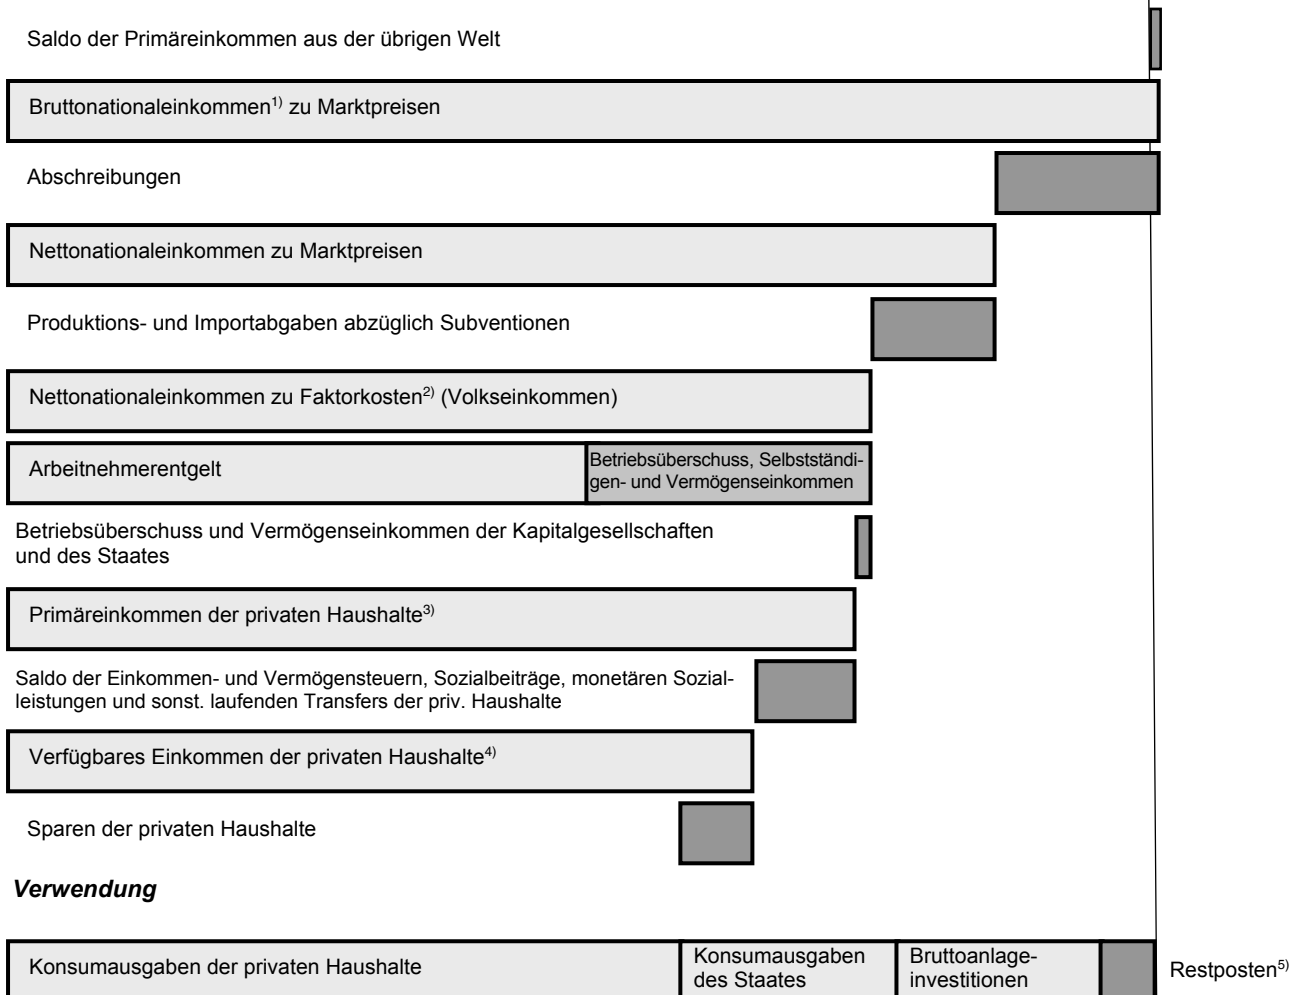 Saldo der Primäreinkommen aus der übrigen Welt
Bruttonationaleinkommen1) zu Marktpreisen
Abschreibungen
Nettonationaleinkommen zu Marktpreisen
Produktions- und Importabgaben abzüglich Subventionen
Nettonationaleinkommen zu Faktorkosten2) (Volkseinkommen)
Arbeitnehmerentgelt
Betriebsüberschuss, Selbstständi-
gen- und Vermögenseinkommen
Betriebsüberschuss und Vermögenseinkommen der Kapitalgesellschaften
und des Staates
Primäreinkommen der privaten Haushalte3)
Saldo der Einkommen- und Vermögensteuern, Sozialbeiträge, monetären Sozial-
leistungen und sonst. laufenden Transfers der priv. Haushalte
Verfügbares Einkommen der privaten Haushalte4)
Sparen der privaten Haushalte
Verwendung
Konsumausgaben der privaten Haushalte
Konsumausgaben
des Staates
Bruttoanlage-
investitionen
Restposten5)